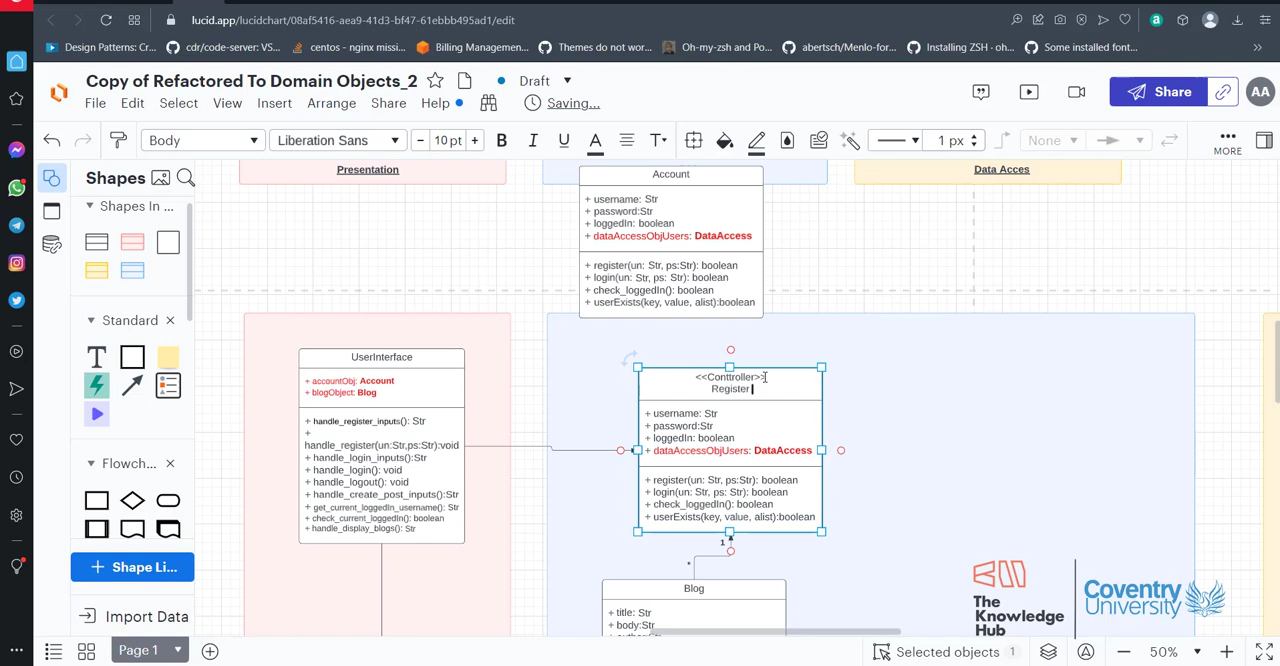 lucid.app/lucidchart/08af5416-aea9-41d3-bf47-61ebbb495ad1/edit
Design Patterns: Cr...
cdr/code-server: VS...
centos - nginx missi...
Billing Managemen...
Themes do not wor...
Oh-my-zsh and Po...
abertsch/Menlo-for...
Installing ZSH · oh...
Some installed font...
Copy of Refactored To Domain Objects_2
Draft
File Edit Select View Insert Arrange Share Help
Saving...
Share
AA
Body
Liberation Sans
10 pt
B I U A T
1 px
None
MORE
Shapes
Shapes In ...
Standard
T
Flowch...
Shape Li...
Import Data
Presentation
Data Acces
Account
+ username: Str
+ password:Str
+ loggedIn: boolean
+ dataAccessObjUsers: DataAccess
+ register(un: Str, ps:Str): boolean
+ login(un: Str, ps: Str): boolean
+ check_loggedIn(): boolean
+ userExists(key, value, alist):boolean
UserInterface
+ accountObj: Account
+ blogObject: Blog
+ handle_register_inputs(): Str
+
handle_register(un:Str,ps:Str):void
+ handle_login_inputs():Str
+ handle_login(): void
+ handle_logout(): void
+ handle_create_post_inputs():Str
+ get_current_loggedIn_username(): Str
+ check_current_loggedIn(): boolean
+ handle_display_blogs(): Str
<<Conttroller>>
Register
+ username: Str
+ password:Str
+ loggedIn: boolean
+ dataAccessObjUsers: DataAccess
+ register(un: Str, ps:Str): boolean
+ login(un: Str, ps: Str): boolean
+ check_loggedIn(): boolean
+ userExists(key, value, alist):boolean
1
*
Blog
+ title: Str
+ body:Str
The
Knowledge
Hub
Coventry
University
Page 1
Selected objects 1
50%